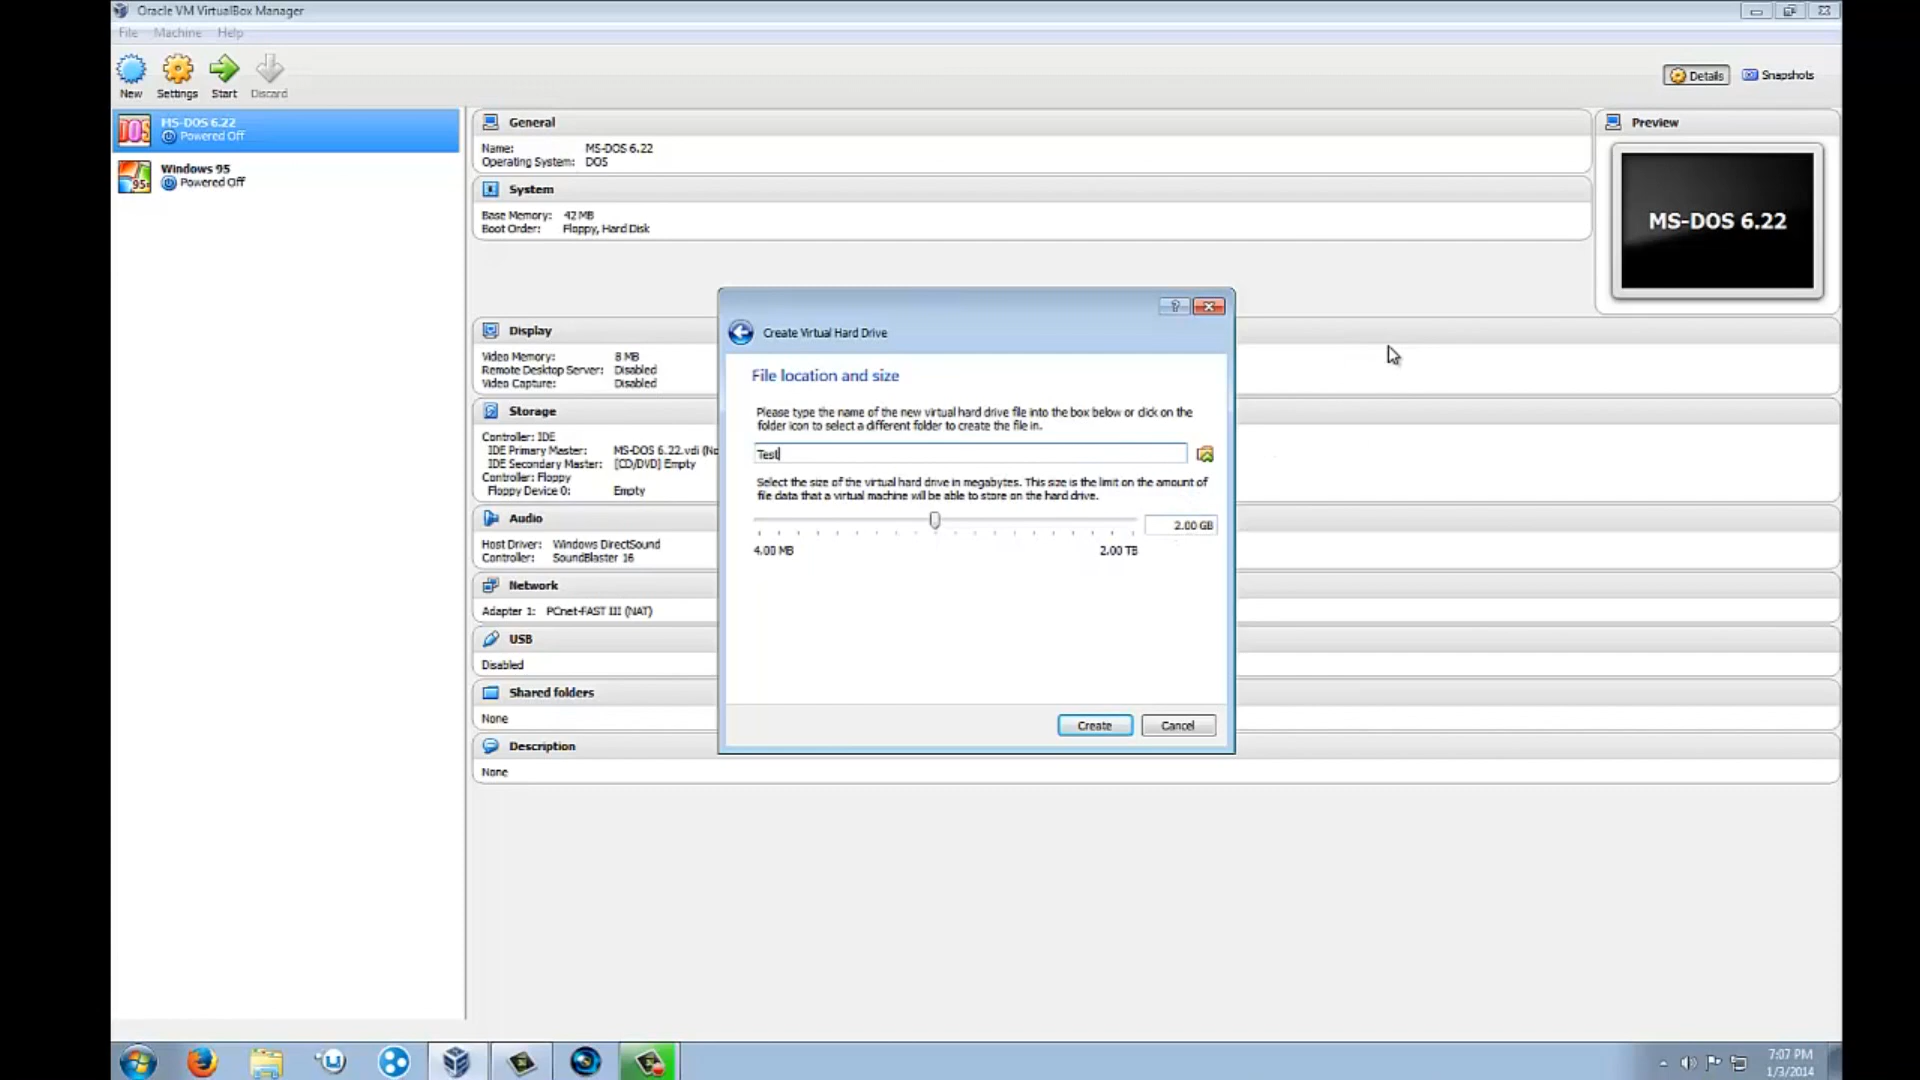 Oracle VM VirtualBox Manager
File Machine Help
New Settings Start Discard
Details Snapshots
MS-DOS 6.22
Powered Off
Windows 95
Powered Off
General
Name: MS-DOS 6.22
Operating System: DOS
System
Base Memory: 42 MB
Boot Order: Floppy, Hard Disk
Preview
MS-DOS 6.22
Display
Video Memory: 8 MB
Remote Desktop Server: Disabled
Video Capture: Disabled
Storage
Controller: IDE
IDE Primary Master: MS-DOS 6.22.vdi (No
IDE Secondary Master: [CD/DVD] Empty
Controller: Floppy
Floppy Device 0: Empty
Audio
Host Driver: Windows DirectSound
Controller: SoundBlaster 16
Network
Adapter 1: PCnet-FAST III (NAT)
USB
Disabled
Shared folders
None
Description
None
Create Virtual Hard Drive
File location and size
Please type the name of the new virtual hard drive file into the box below or click on the
folder icon to select a different folder to create the file in.
Test
Select the size of the virtual hard drive in megabytes. This size is the limit on the amount of
file data that a virtual machine will be able to store on the hard drive.
2.00 GB
4.00 MB 2.00 TB
Create Cancel
7:07 PM
1/3/2014